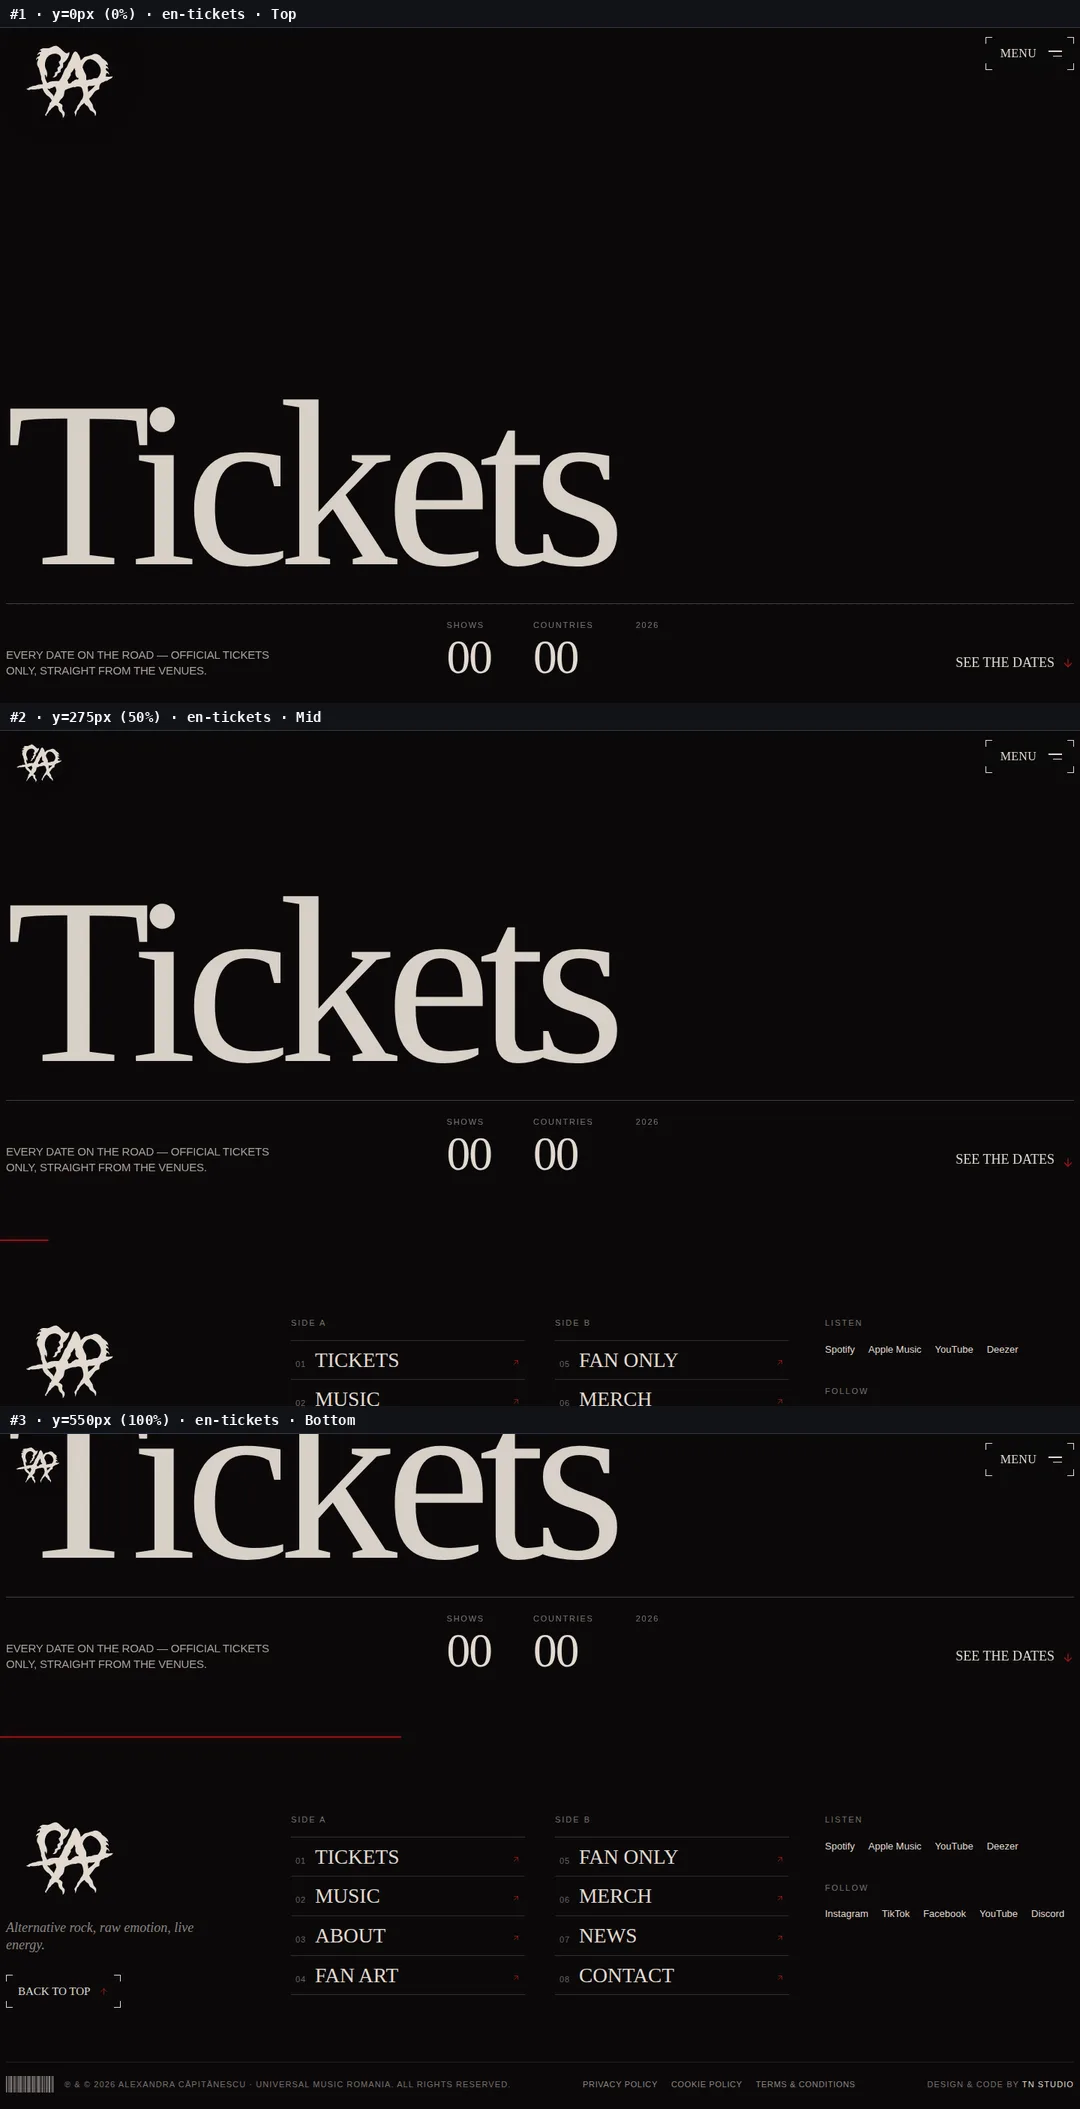 #1 · y=0px (0%) · en-tickets · Top
MENU
Tickets
SHOWS COUNTRIES 2026
00 00
EVERY DATE ON THE ROAD — OFFICIAL TICKETS
ONLY, STRAIGHT FROM THE VENUES.
SEE THE DATES ↓
#2 · y=275px (50%) · en-tickets · Mid
MENU
Tickets
SHOWS COUNTRIES 2026
00 00
EVERY DATE ON THE ROAD — OFFICIAL TICKETS
ONLY, STRAIGHT FROM THE VENUES.
SEE THE DATES ↓
SIDE A
01 TICKETS ↗
02 MUSIC ↗
SIDE B
05 FAN ONLY ↗
06 MERCH ↗
LISTEN
Spotify Apple Music YouTube Deezer
FOLLOW
#3 · y=550px (100%) · en-tickets · Bottom
MENU
Tickets
SHOWS COUNTRIES 2026
00 00
EVERY DATE ON THE ROAD — OFFICIAL TICKETS
ONLY, STRAIGHT FROM THE VENUES.
SEE THE DATES ↓
Alternative rock, raw emotion, live
energy.
BACK TO TOP ↑
SIDE A
01 TICKETS ↗
02 MUSIC ↗
03 ABOUT ↗
04 FAN ART ↗
SIDE B
05 FAN ONLY ↗
06 MERCH ↗
07 NEWS ↗
08 CONTACT ↗
LISTEN
Spotify Apple Music YouTube Deezer
FOLLOW
Instagram TikTok Facebook YouTube Discord
℗ & © 2026 ALEXANDRA CĂPITĂNESCU · UNIVERSAL MUSIC ROMANIA. ALL RIGHTS RESERVED.
PRIVACY POLICY COOKIE POLICY TERMS & CONDITIONS
DESIGN & CODE BY TN STUDIO